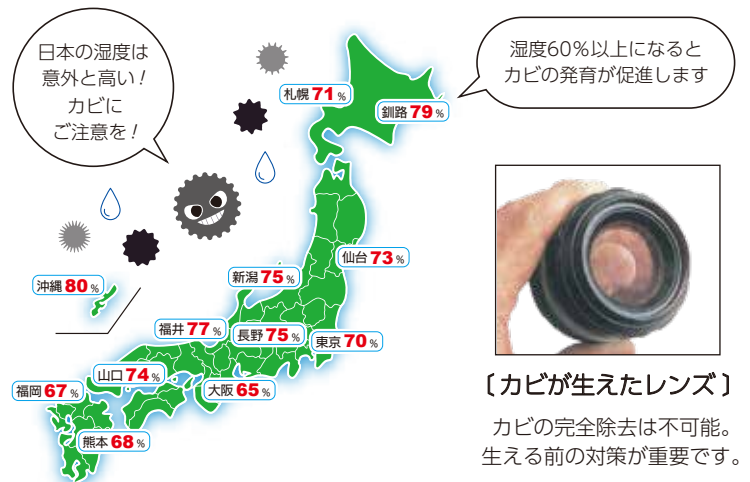 日本の湿度は
意外と高い!
カビに
ご注意を!
湿度60%以上になると
カビの発育が促進します
札幌 71%
釧路 79%
仙台 73%
新潟 75%
沖縄 80%
福井 77%
長野 75%
東京 70%
山口 74%
大阪 65%
福岡 67%
熊本 68%
〔カビが生えたレンズ〕
カビの完全除去は不可能。
生える前の対策が重要です。